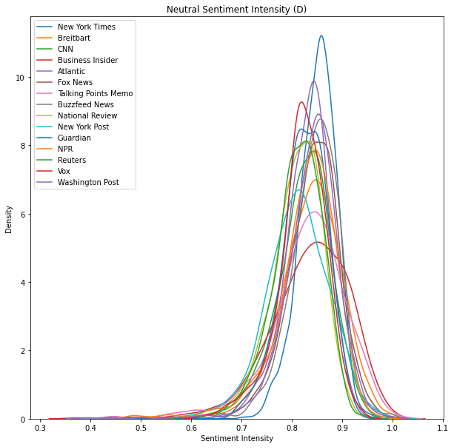 Neutral Sentiment Intensity (D)
New York Times
Breitbart
CNN
Business Insider
Atlantic
Fox News
Talking Points Memo
Buzzfeed News
National Review
New York Post
Guardian
NPR
Reuters
Vox
Washington Post
Density
10
8
6
4
2
0
0.3 0.4 0.5 0.6 0.7 0.8 0.9 1.0 1.1
Sentiment Intensity